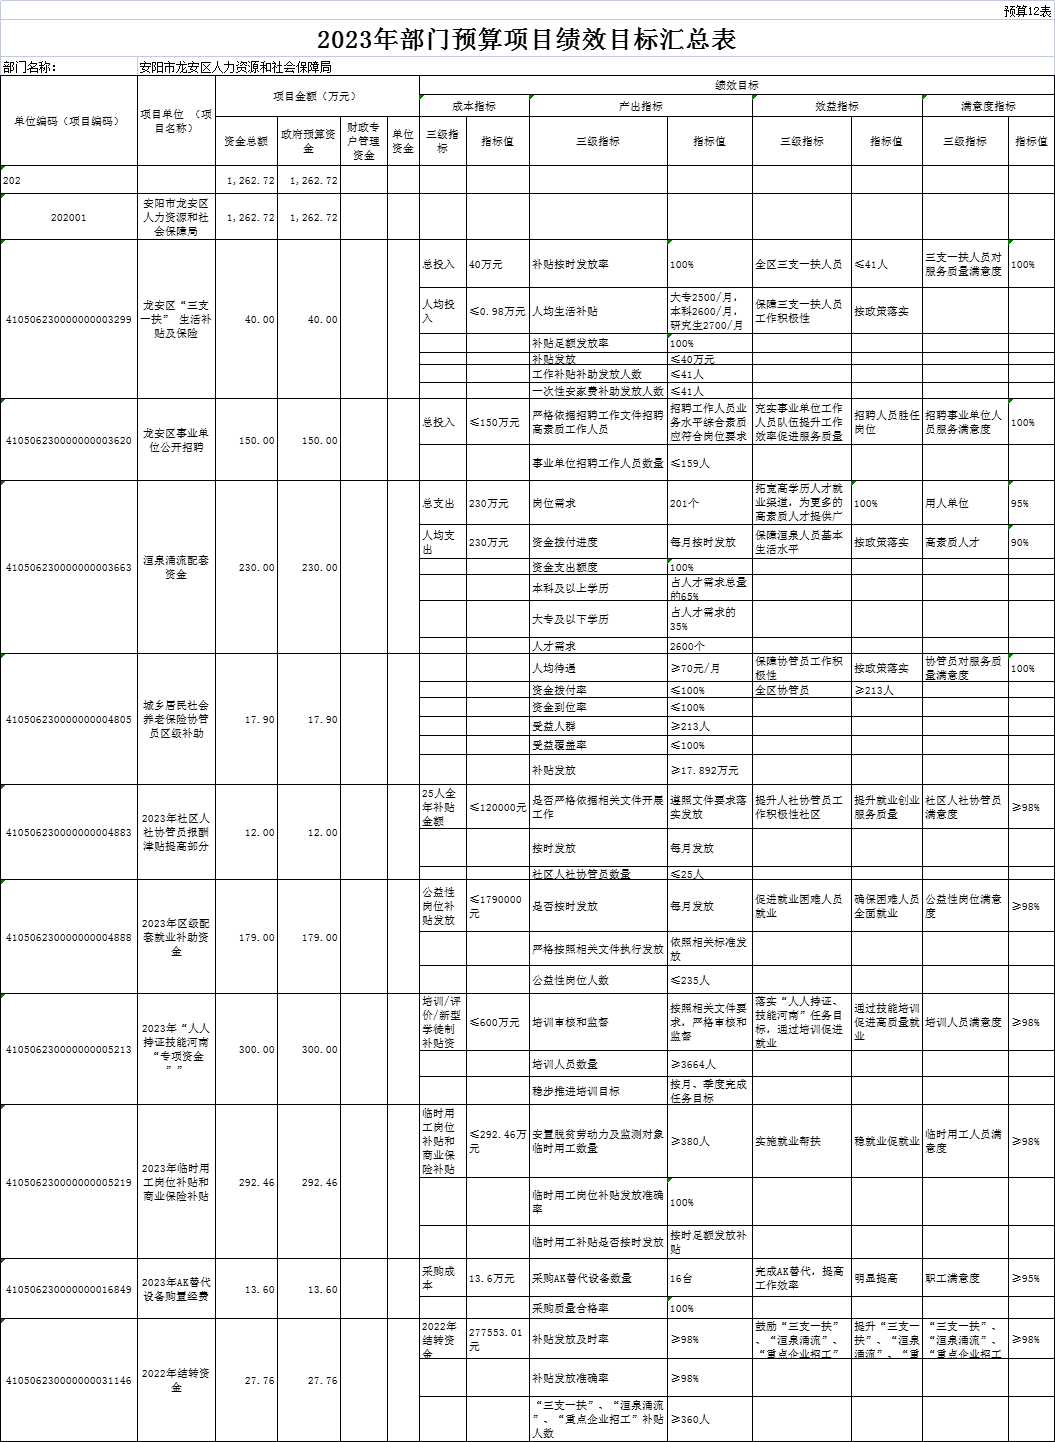 预算12表
2023年部门预算项目绩效目标汇总表
部门名称： 安阳市龙安区人力资源和社会保障局
单位编码（项目编码） 项目单位 （项目名称） 项目金额（万元） 绩效目标
成本指标 产出指标 效益指标 满意度指标
资金总额 政府预算资金 财政专户管理资金 单位资金 三级指标 指标值 三级指标 指标值 三级指标 指标值 三级指标 指标值
202 1,262.72 1,262.72
202001 安阳市龙安区人力资源和社会保障局 1,262.72 1,262.72
410506230000000003299 龙安区“三支一扶” 生活补贴及保险 40.00 40.00 总投入 40万元 补贴按时发放率 100% 全区三支一扶人员 ≤41人 三支一扶人员对服务质量满意度 100%
人均投入 ≤0.98万元 人均生活补贴 大专2500/月，本科2600/月，研究生2700/月 保障三支一扶人员工作积极性 按政策落实
补贴足额发放率 100%
补贴发放 ≤40万元
工作补贴补助发放人数 ≤41人
一次性安家费补助发放人数 ≤41人
410506230000000003620 龙安区事业单位公开招聘 150.00 150.00 总投入 ≤150万元 严格依据招聘工作文件招聘高素质工作人员 招聘工作人员业务水平综合素质应符合岗位要求 充实事业单位工作人员队伍提升工作效率促进服务质量 招聘人员胜任岗位 招聘事业单位人员服务满意度 100%
事业单位招聘工作人员数量 ≤159人
410506230000000003663 洹泉涌流配套资金 230.00 230.00 总支出 230万元 岗位需求 201个 拓宽高学历人才就业渠道，为更多的高素质人才提供广 100% 用人单位 95%
人均支出 230万元 资金拨付进度 每月按时发放 保障洹泉人员基本生活水平 按政策落实 高素质人才 90%
资金支出额度 100%
本科及以上学历 占人才需求总量的65%
大专及以下学历 占人才需求的35%
人才需求 2600个
410506230000000004805 城乡居民社会养老保险协管员区级补助 17.90 17.90 人均待遇 ≥70元/月 保障协管员工作积极性 按政策落实 协管员对服务质量满意度 100%
资金拨付率 ≤100% 全区协管员 ≥213人
资金到位率 ≤100%
受益人群 ≥213人
受益覆盖率 ≤100%
补贴发放 ≥17.892万元
410506230000000004883 2023年社区人社协管员报酬津贴提高部分 12.00 12.00 25人全年补贴金额 ≤120000元 是否严格依据相关文件开展工作 遵照文件要求落实发放 提升人社协管员工作积极性社区 提升就业创业服务质量 社区人社协管员满意度 ≥98%
按时发放 每月发放
社区人社协管员数量 ≤25人
410506230000000004888 2023年区级配套就业补助资金 179.00 179.00 公益性岗位补贴发放 ≤1790000元 是否按时发放 每月发放 促进就业困难人员就业 确保困难人员全面就业 公益性岗位满意度 ≥98%
严格按照相关文件执行发放 依照相关标准发放
公益性岗位人数 ≤235人
410506230000000005213 2023年“人人持证技能河南“专项资金”” 300.00 300.00 培训/评价/新型学徒制补贴资 ≤600万元 培训审核和监督 按照相关文件要求，严格审核和监督 落实“人人持证、技能河南”任务目标，通过培训促进就业 通过技能培训促进高质量就业 培训人员满意度 ≥98%
培训人员数量 ≥3664人
稳步推进培训目标 按月、季度完成任务目标
410506230000000005219 2023年临时用工岗位补贴和商业保险补贴 292.46 292.46 临时用工岗位补贴和商业保险补贴 ≤292.46万元 安置脱贫劳动力及监测对象临时用工数量 ≥380人 实施就业帮扶 稳就业促就业 临时用工人员满意度 ≥98%
临时用工岗位补贴发放准确率 100%
临时用工补贴是否按时发放 按时足额发放补贴
410506230000000016849 2023年AK替代设备购置经费 13.60 13.60 采购成本 13.6万元 采购AK替代设备数量 16台 完成AK替代，提高工作效率 明显提高 职工满意度 ≥95%
采购质量合格率 100%
410506230000000031146 2022年结转资金 27.76 27.76 2022年结转资金 277553.01元 补贴发放及时率 ≥98% 鼓励“三支一扶”、“洹泉涌流”、“重点企业招工” 提升“三支一扶”、“洹泉涌流”、“重 “三支一扶”、“洹泉涌流”、“重点企业招工 ≥98%
补贴发放准确率 ≥98%
“三支一扶”、“洹泉涌流”、“重点企业招工”补贴人数 ≥360人